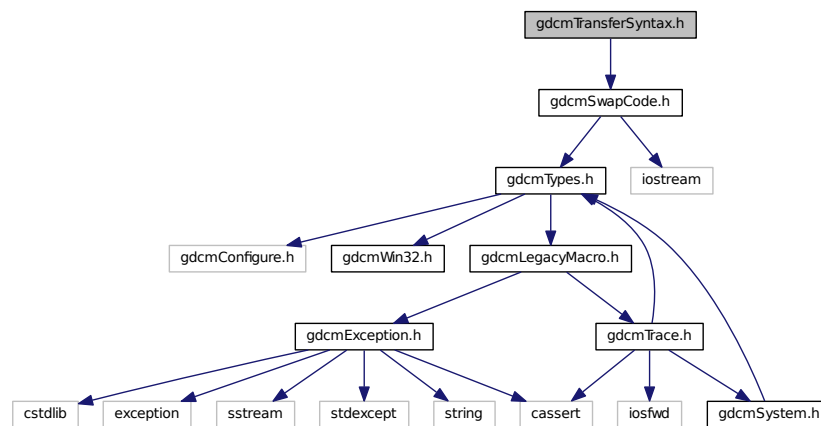 gdcmTransferSyntax.h
gdcmSwapCode.h
gdcmTypes.h
iostream
gdcmConfigure.h
gdcmWin32.h
gdcmLegacyMacro.h
gdcmException.h
gdcmTrace.h
cstdlib
exception
sstream
stdexcept
string
cassert
iosfwd
gdcmSystem.h